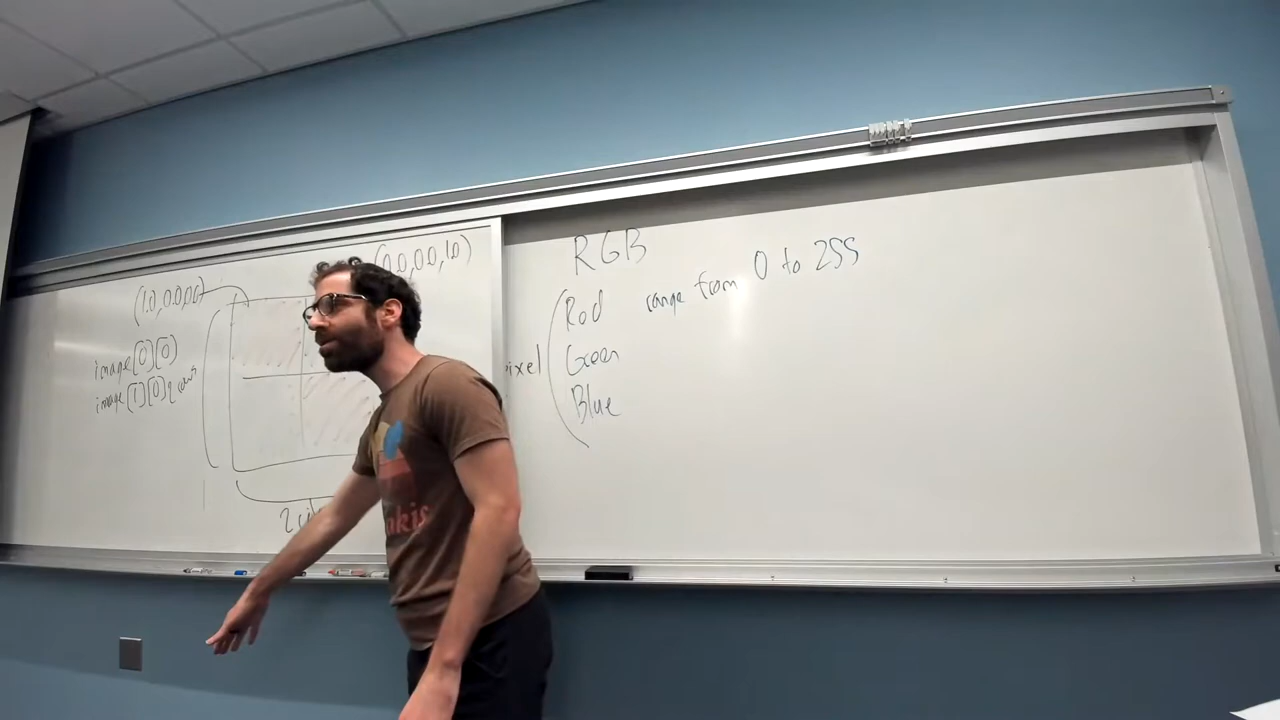 (1.0, 0.0, 0.0)
0.0, 0.0, 1.0)
image[0][0]
image[1][0]
RGB
Red range from 0 to 255
Green
Blue
ixel
akis